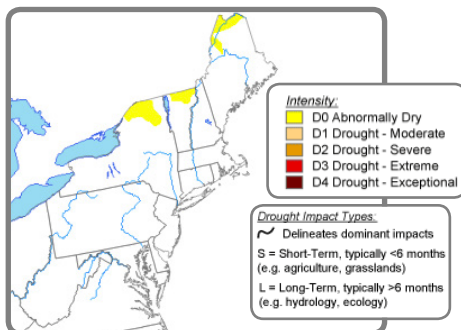 Intensity:
D0 Abnormally Dry
D1 Drought - Moderate
D2 Drought - Severe
D3 Drought - Extreme
D4 Drought - Exceptional
Drought Impact Types:
Delineates dominant impacts
S = Short-Term, typically <6 months
(e.g. agriculture, grasslands)
L = Long-Term, typically >6 months
(e.g. hydrology, ecology)